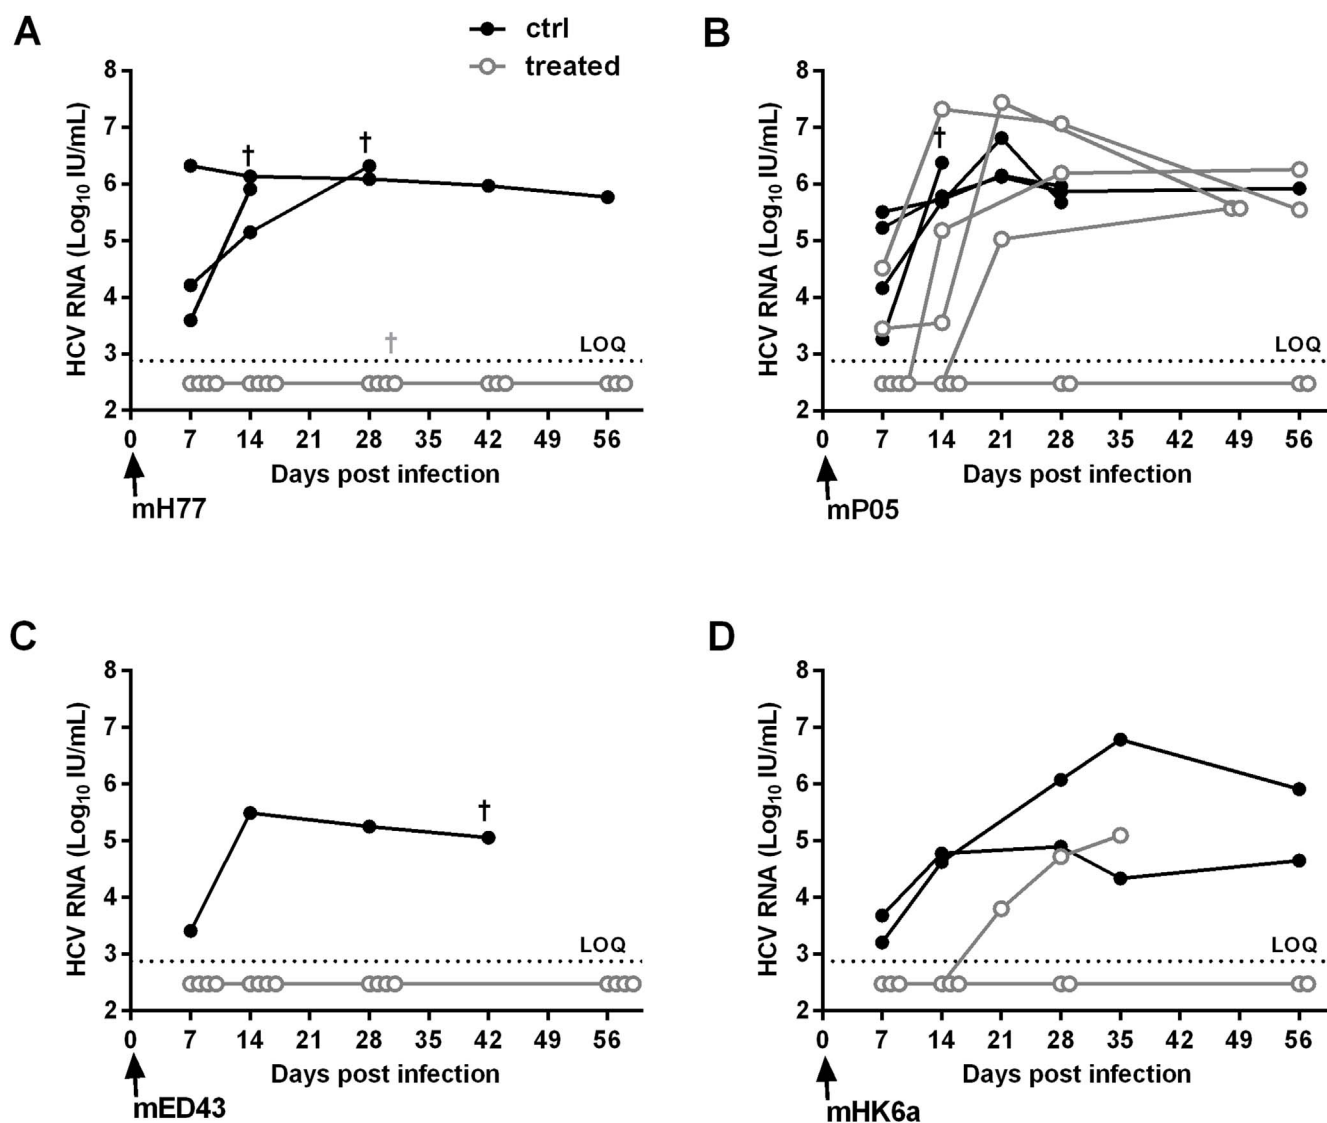 A
ctrl
treated
HCV RNA (Log10 IU/mL)
8
7
6
5
4
3
2
†
†
†
LOQ
0 7 14 21 28 35 42 49 56
Days post infection
mH77
B
HCV RNA (Log10 IU/mL)
8
7
6
5
4
3
2
†
LOQ
0 7 14 21 28 35 42 49 56
Days post infection
mP05
C
HCV RNA (Log10 IU/mL)
8
7
6
5
4
3
2
†
LOQ
0 7 14 21 28 35 42 49 56
Days post infection
mED43
D
HCV RNA (Log10 IU/mL)
8
7
6
5
4
3
2
LOQ
0 7 14 21 28 35 42 49 56
Days post infection
mHK6a